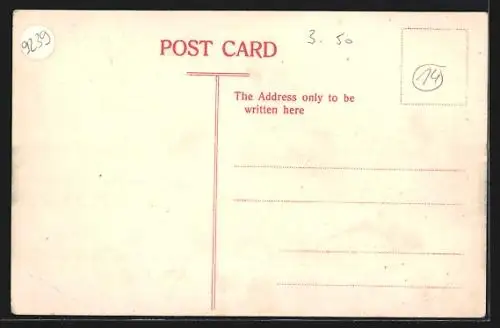 9239
POST CARD
3.50
14
The Address only to be
written here